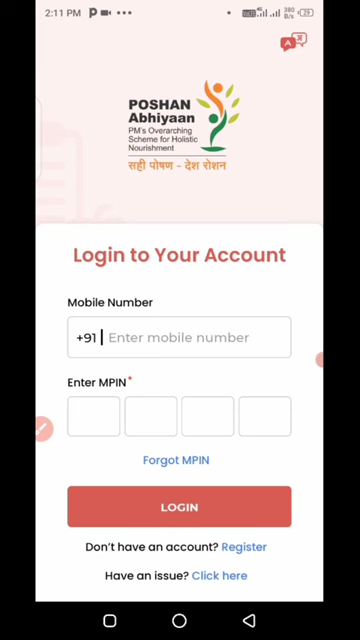 2:11 PM
380 B/s
29
POSHAN
Abhiyaan
PM's Overarching
Scheme for Holistic
Nourishment
सही पोषण – देश रोशन
Login to Your Account
Mobile Number
+91 Enter mobile number
Enter MPIN*
Forgot MPIN
LOGIN
Don't have an account? Register
Have an issue? Click here